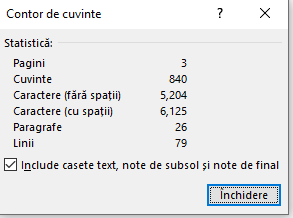 Contor de cuvinte
?
Statistică:
Pagini 3
Cuvinte 840
Caractere (fără spații) 5,204
Caractere (cu spații) 6,125
Paragrafe 26
Linii 79
Include casete text, note de subsol și note de final
Închidere